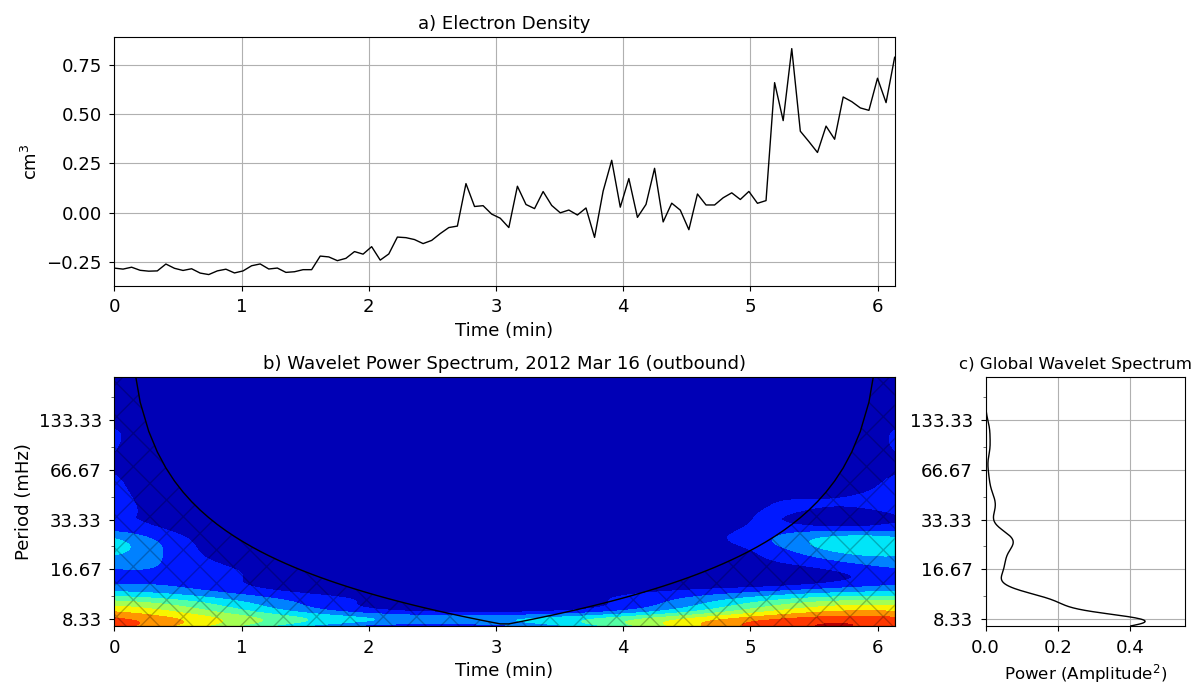 a) Electron Density
cm³
0.75
0.50
0.25
0.00
−0.25
0 1 2 3 4 5 6
Time (min)
b) Wavelet Power Spectrum, 2012 Mar 16 (outbound)
Period (mHz)
133.33
66.67
33.33
16.67
8.33
0 1 2 3 4 5 6
Time (min)
c) Global Wavelet Spectrum
133.33
66.67
33.33
16.67
8.33
0.0 0.2 0.4
Power (Amplitude²)